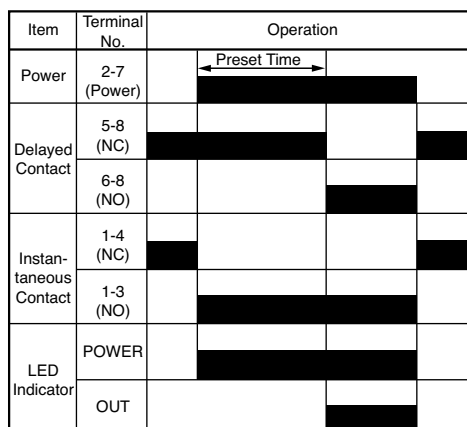 Item
Terminal
No.
Operation
Power
2-7
(Power)
Preset Time
Delayed
Contact
5-8
(NC)
6-8
(NO)
Instan-
taneous
Contact
1-4
(NC)
1-3
(NO)
LED
Indicator
POWER
OUT